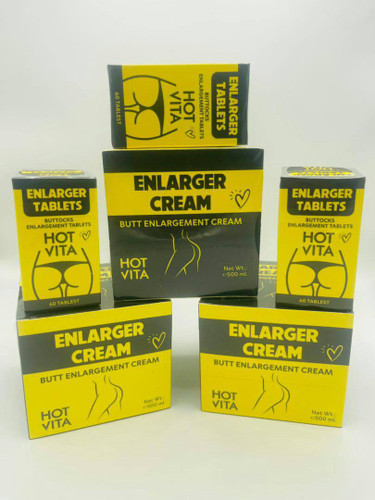 ENLARGER
TABLETS
BUTTOCKS
ENLARGEMENT TABLETS
HOT
VITA
60 TABLEST
ENLARGER
CREAM
BUTT ENLARGEMENT CREAM
HOT
VITA
Net Wt.:
℮500 ml.
ENLARGER
TABLETS
BUTTOCKS
ENLARGEMENT TABLETS
HOT
VITA
60 TABLEST
ENLARGER
TABLETS
BUTTOCKS
ENLARGEMENT TABLETS
HOT
VITA
60 TABLEST
ENLARGER
CREAM
BUTT ENLARGEMENT CREAM
HOT
VITA
Net Wt.:
℮500 ml.
ENLARGER
CREAM
BUTT ENLARGEMENT CREAM
HOT
VITA
Net Wt.:
℮500 ml.